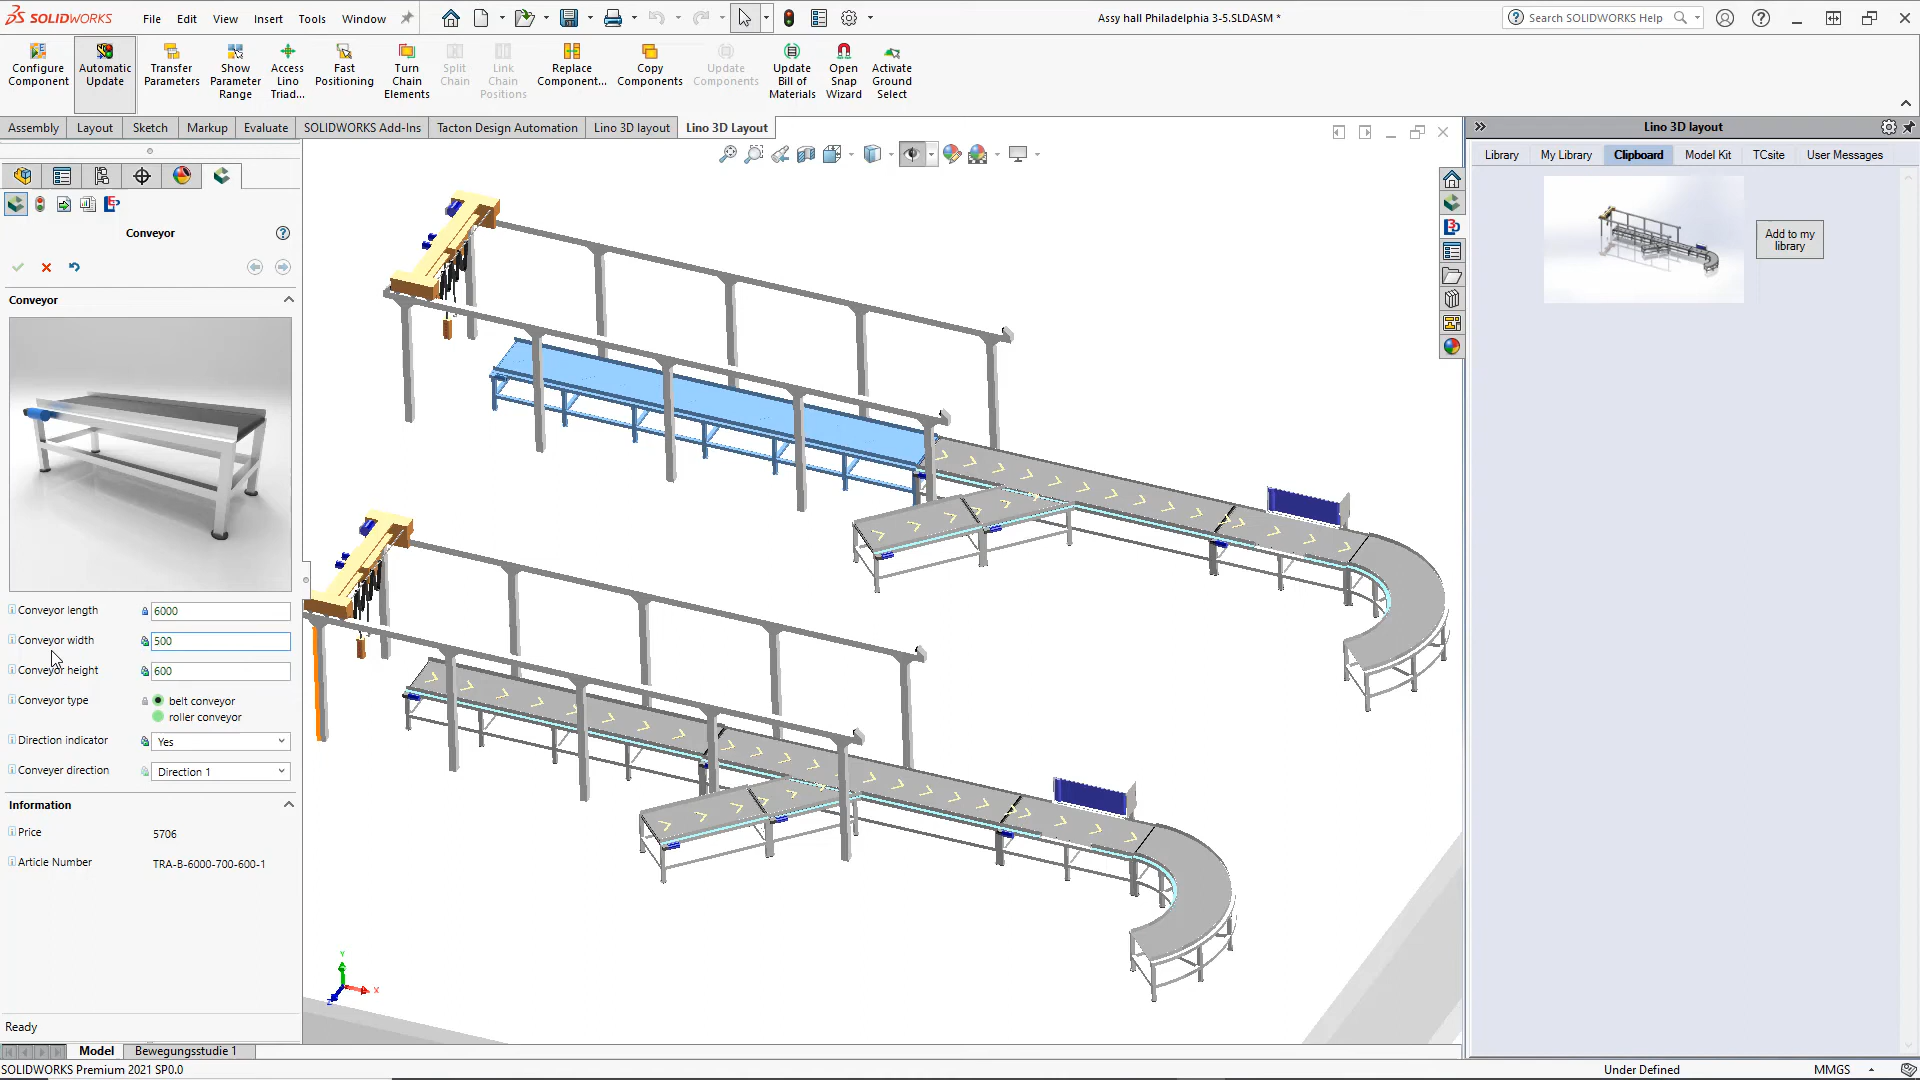 SOLIDWORKS
File Edit View Insert Tools Window
Assy hall Philadelphia 3-5.SLDASM *
Search SOLIDWORKS Help
Configure Component
Automatic Update
Transfer Parameters
Show Parameter Range
Access Lino Triad...
Fast Positioning
Turn Chain Elements
Split Chain
Link Chain Positions
Replace Component...
Copy Components
Update Components
Update Bill of Materials
Open Snap Wizard
Activate Ground Select
Assembly Layout Sketch Markup Evaluate SOLIDWORKS Add-Ins Tacton Design Automation Lino 3D layout Lino 3D Layout
Lino 3D layout
Library My Library Clipboard Model Kit TCsite User Messages
Add to my library
Conveyor
Conveyor
Conveyor length 6000
Conveyor width 500
Conveyor height 600
Conveyor type belt conveyor
roller conveyor
Direction indicator Yes
Conveyer direction Direction 1
Information
Price 5706
Article Number TRA-B-6000-700-600-1
Y
X
Z
Ready
Model Bewegungsstudie 1
SOLIDWORKS Premium 2021 SP0.0
Under Defined MMGS